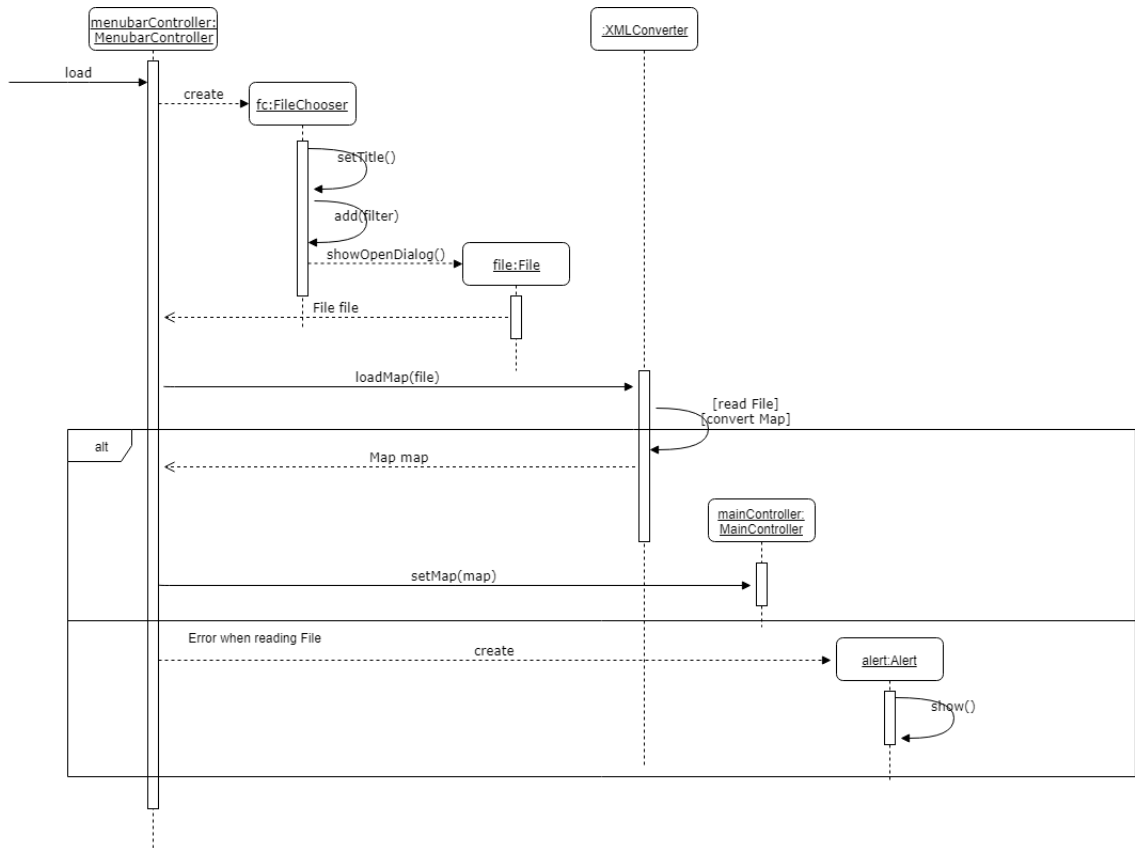 menubarController:
MenubarController
:XMLConverter
load
create
fc:FileChooser
setTitle()
add(filter)
showOpenDialog()
file:File
File file
loadMap(file)
[read File]
[convert Map]
alt
Map map
mainController:
MainController
setMap(map)
Error when reading File
create
alert:Alert
show()